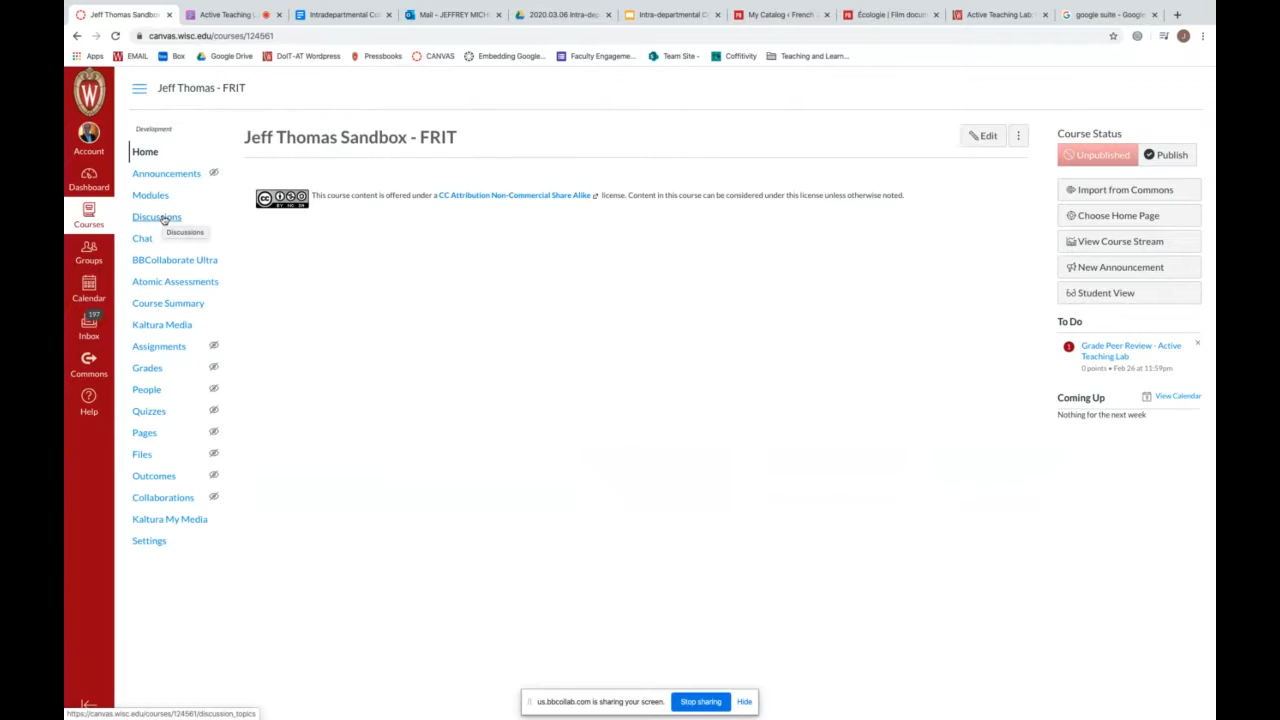 Jeff Thomas Sandbox
Active Teaching L
Intradepartmental Co
Mail - JEFFREY MICH
2020.03.06 Intra-dep
Intra-departmental C
My Catalog ‹ French
Écologie | Film docum
Active Teaching Lab
google suite - Google
canvas.wisc.edu/courses/124561
J
Apps
EMAIL
Box
Google Drive
DoIT-AT Wordpress
Pressbooks
CANVAS
Embedding Google...
Faculty Engageme...
Team Site -
Coffitivity
Teaching and Learn...
W
Account
Dashboard
Courses
Groups
Calendar
197
Inbox
Commons
Help
Jeff Thomas - FRIT
Development
Home
Announcements
Modules
Discussions
Discussions
Chat
BBCollaborate Ultra
Atomic Assessments
Course Summary
Kaltura Media
Assignments
Grades
People
Quizzes
Pages
Files
Outcomes
Collaborations
Kaltura My Media
Settings
Jeff Thomas Sandbox - FRIT
Edit
This course content is offered under a CC Attribution Non-Commercial Share Alike license. Content in this course can be considered under this license unless otherwise noted.
Course Status
Unpublished
Publish
Import from Commons
Choose Home Page
View Course Stream
New Announcement
Student View
To Do
1
Grade Peer Review - Active
Teaching Lab
0 points • Feb 26 at 11:59pm
Coming Up
View Calendar
Nothing for the next week
us.bbcollab.com is sharing your screen.
Stop sharing
Hide
https://canvas.wisc.edu/courses/124561/discussion_topics